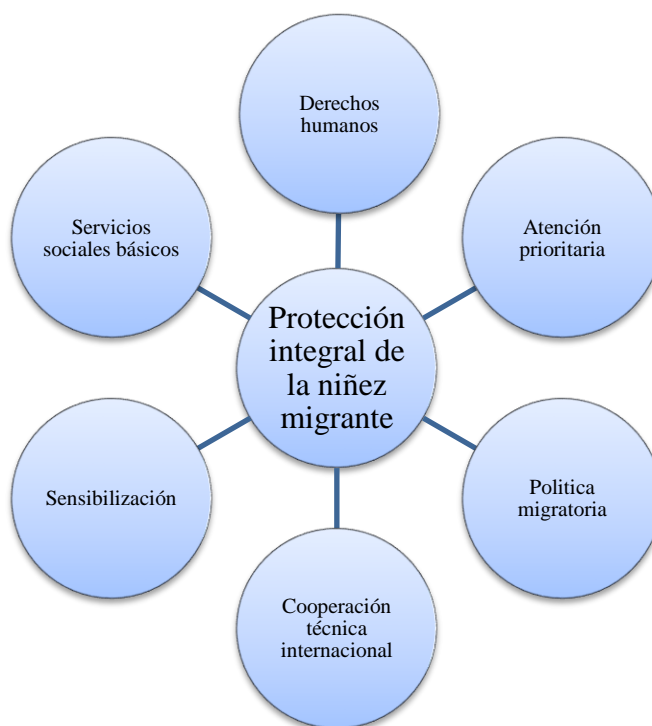 Derechos
humanos
Servicios
sociales básicos
Atención
prioritaria
Protección
integral de
la niñez
migrante
Sensibilización
Politica
migratoria
Cooperación
técnica
internacional